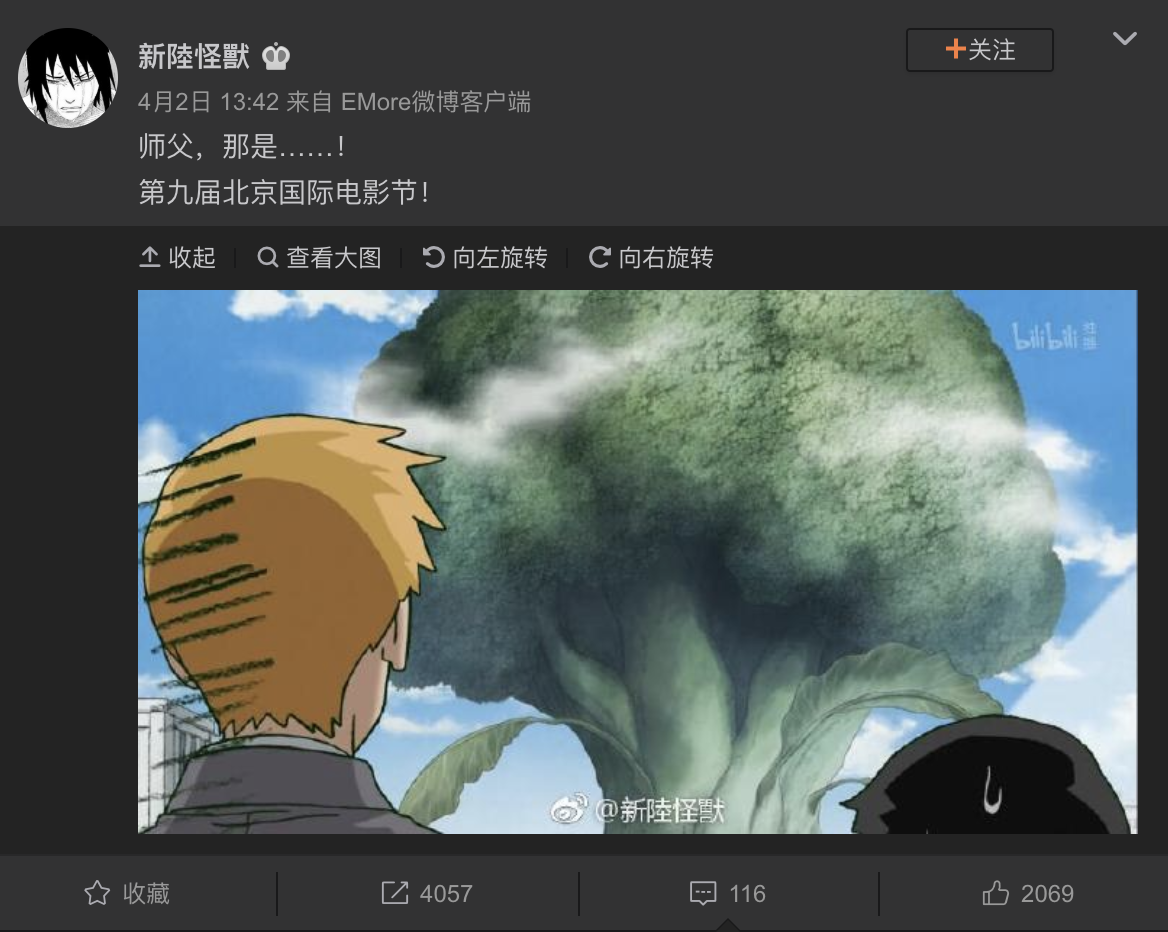 新陸怪獸
关注
4月2日 13:42 来自 EMore微博客户端
师父，那是……！
第九届北京国际电影节！
收起
查看大图
向左旋转
向右旋转
bilibili 独播
@新陸怪獸
收藏
4057
116
2069